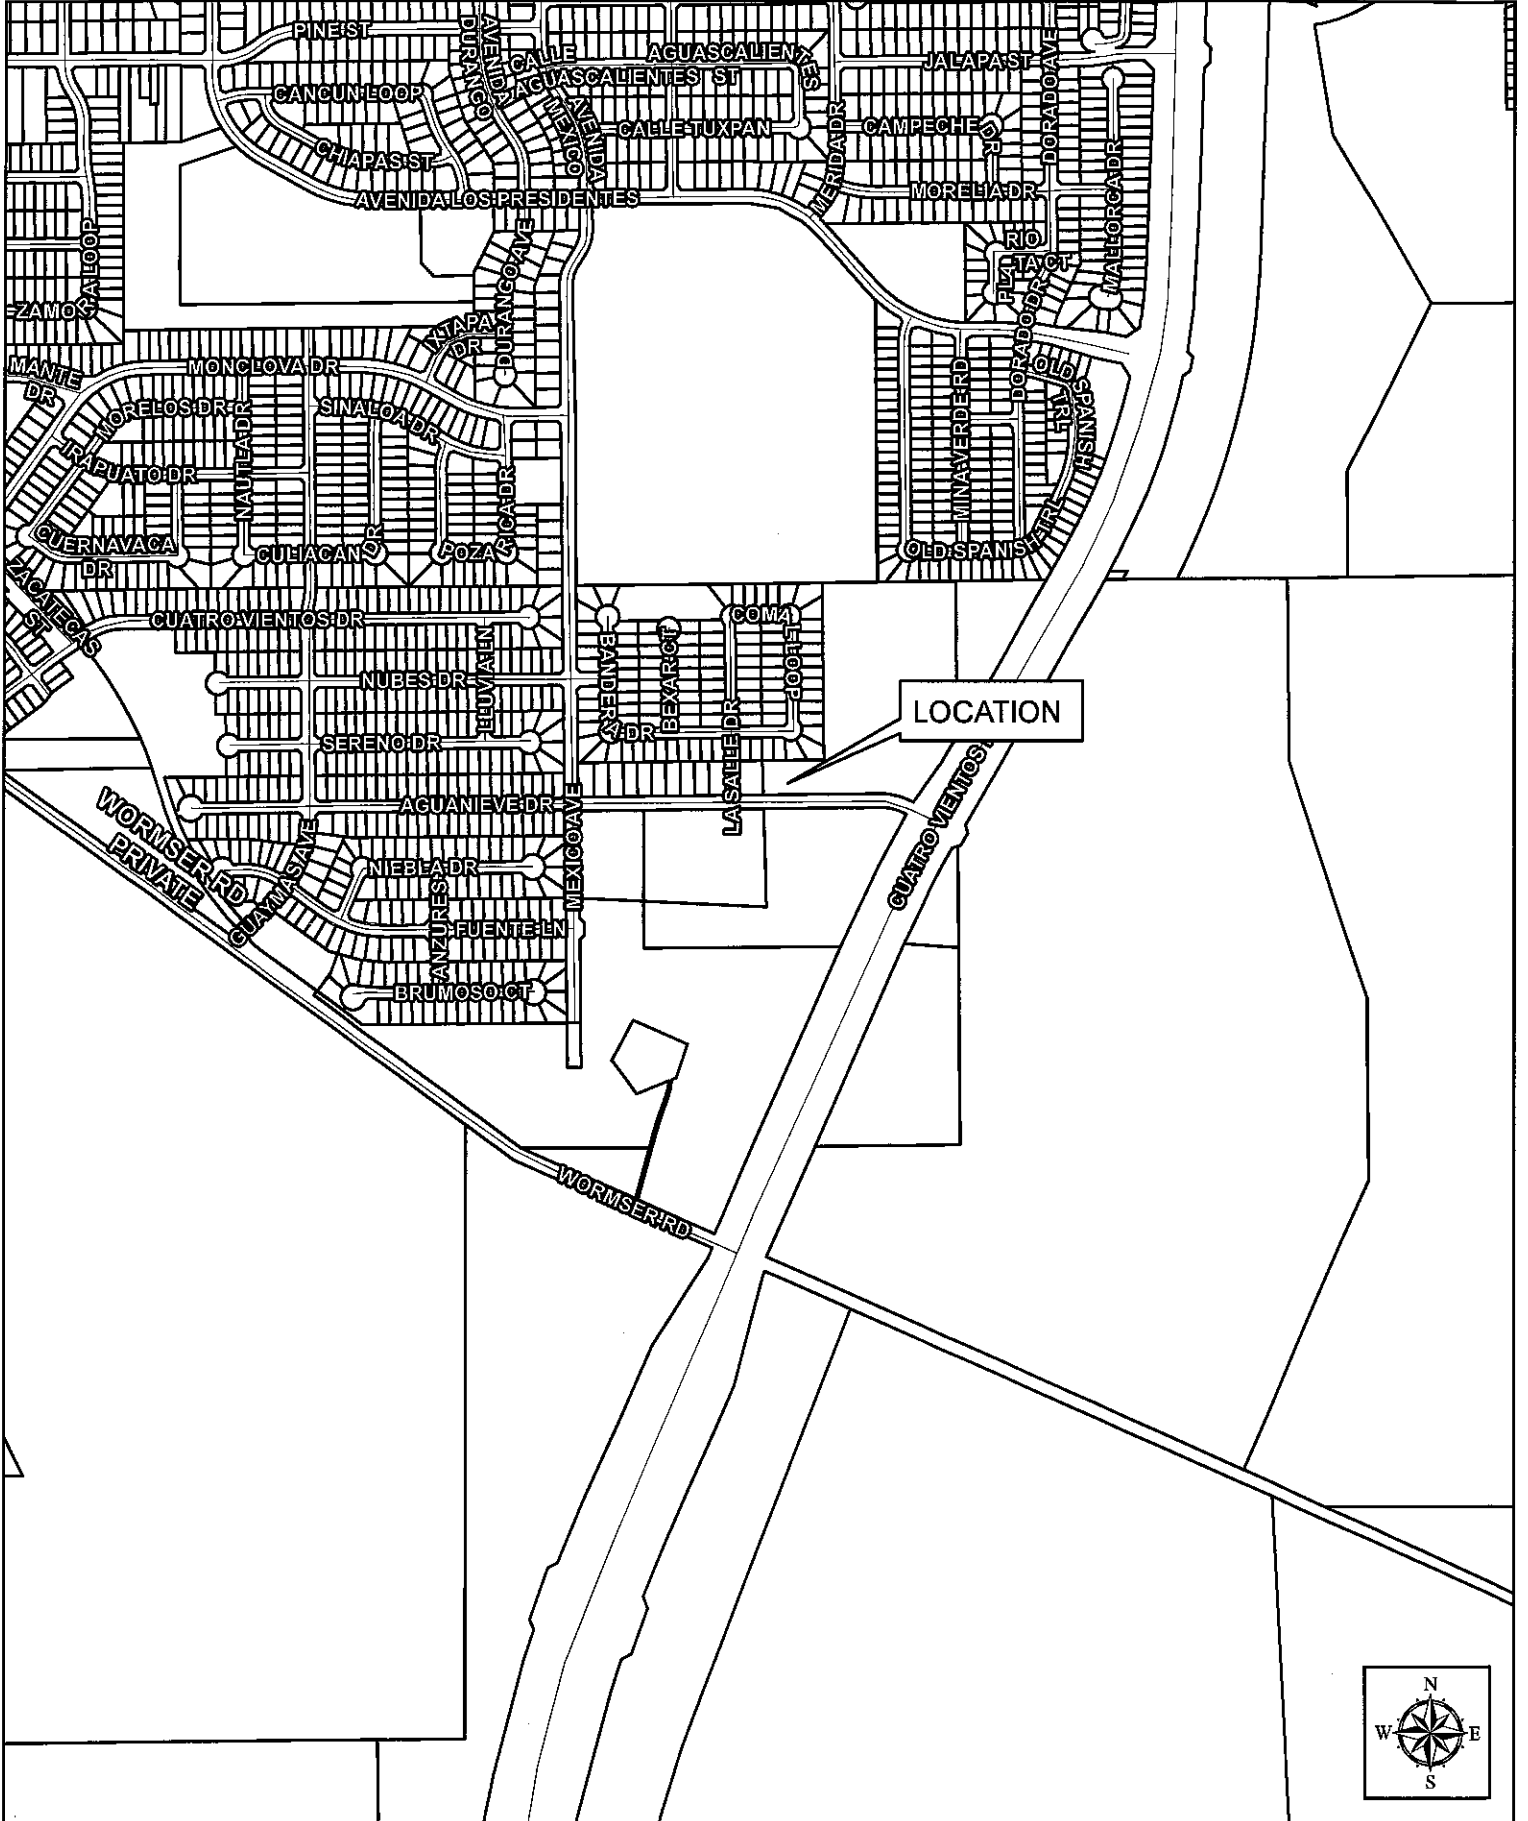 PINE ST
AVENIDA
DURANGO
CALLE
AGUASCALIENTES
AGUASCALIENTES ST
JALAPA ST
DORADO AVE
CANCUN LOOP
AVENIDA
MEXICO
CALLE TUXPAN
MERIDA DR
CAMPECHE DR
CHIAPAS ST
AVENIDA LOS PRESIDENTES
MORELIA DR
MALLORCA DR
DURANGO AVE
RIO
PLATA CT
DORADO DR
IXTAPA
DR
MANTE
DR
MONCLOVA DR
MORELOS DR
NAUTLA DR
SINALOA DR
MINA VERDE RD
OLD SPANISH
TRL
IRAPUATO DR
CUERNAVACA
DR
CULIACAN DR
POZA RICA DR
OLD SPANISH TRL
ZACATECAS
ST
CUATRO VIENTOS DR
LLUVIA LN
BANDERA DR
BEXAR CT
COMAL LOOP
NUBES DR
LOCATION
SERENO DR
LA SALLE DR
CUATRO VIENTOS
WORMSER RD
PRIVATE
AGUANIEVE DR
MEXICO AVE
GUAYMAS AVE
NIEBLA DR
ANZURES
FUENTE LN
BRUMOSO CT
WORMSER RD
N
W
E
S